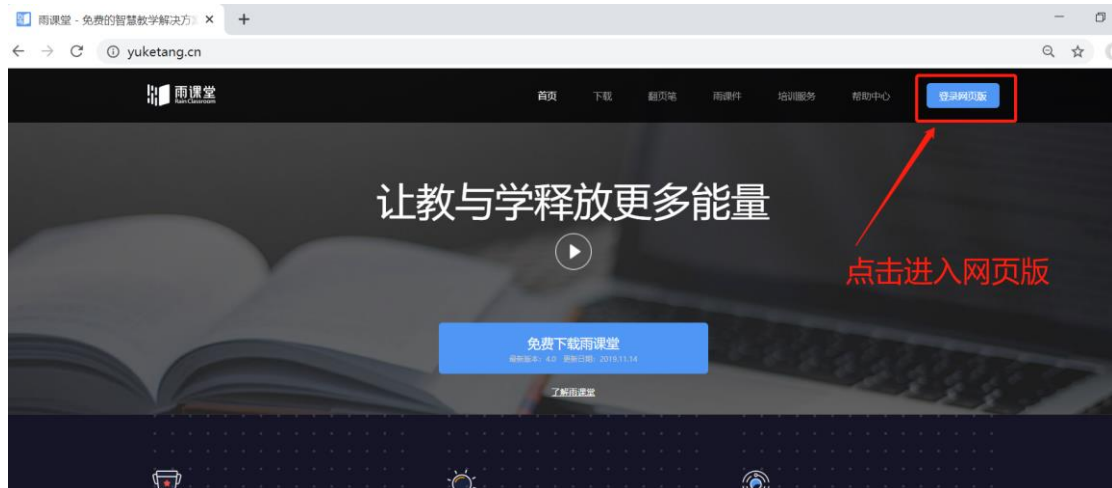 雨课堂 - 免费的智慧教学解决方
yuketang.cn
雨课堂
Rain Classroom
首页 下载 翻页笔 雨课件 培训服务 帮助中心 登录网页版
让教与学释放更多能量
点击进入网页版
免费下载雨课堂
最新版本：4.0 更新日期：2019.11.14
了解雨课堂